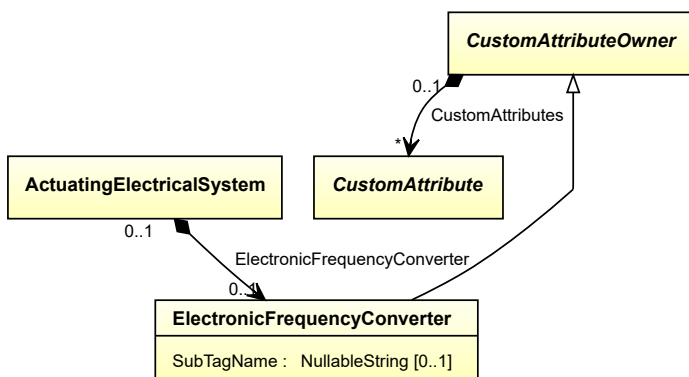 CustomAttributeOwner
0..1
CustomAttributes
*
ActuatingElectricalSystem
CustomAttribute
0..1
ElectronicFrequencyConverter
0..1
ElectronicFrequencyConverter
SubTagName : NullableString [0..1]